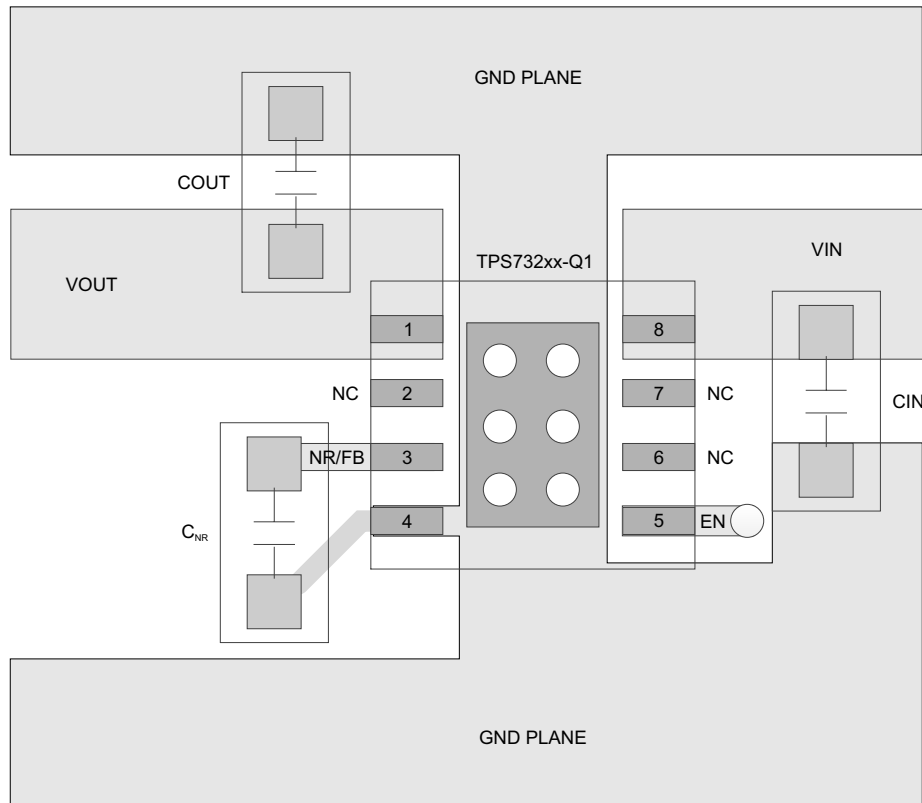 GND PLANE
COUT
TPS732xx-Q1
VIN
VOUT
1
8
NC
2
7
NC
CIN
NR/FB
3
6
NC
CNR
4
5
EN
GND PLANE